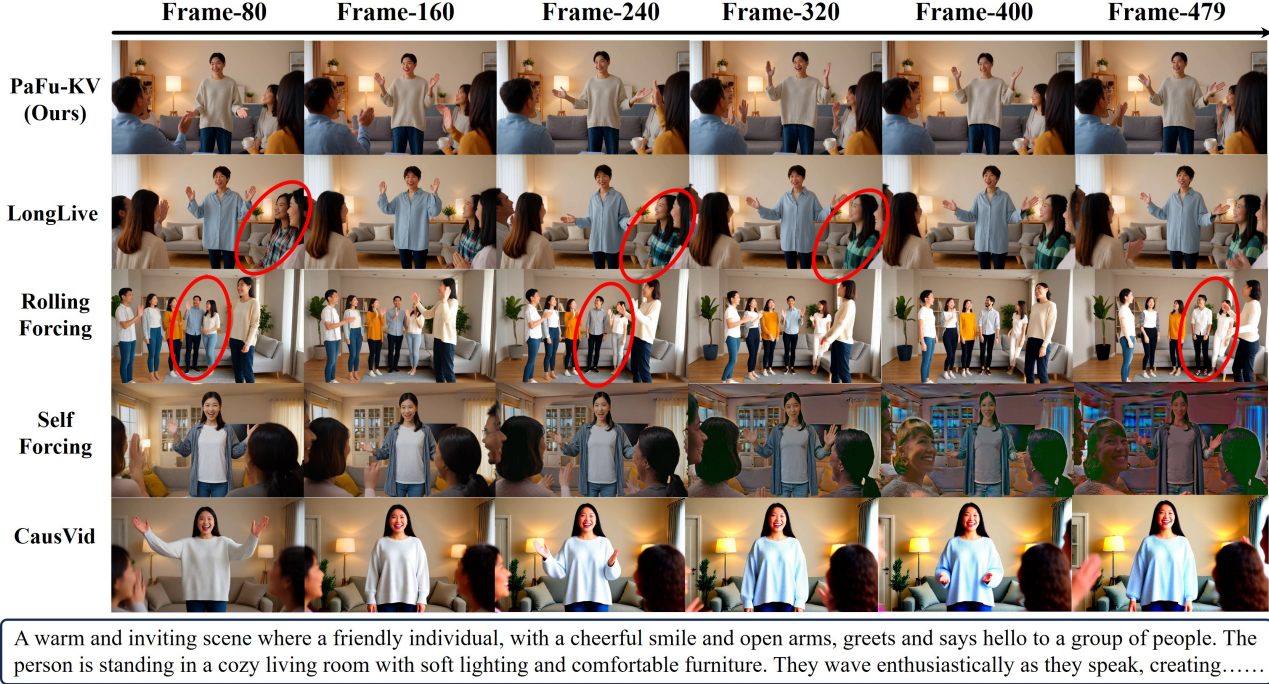 Frame-80 Frame-160 Frame-240 Frame-320 Frame-400 Frame-479
PaFu-KV
(Ours)
LongLive
Rolling
Forcing
Self
Forcing
CausVid
A warm and inviting scene where a friendly individual, with a cheerful smile and open arms, greets and says hello to a group of people. The
person is standing in a cozy living room with soft lighting and comfortable furniture. They wave enthusiastically as they speak, creating……